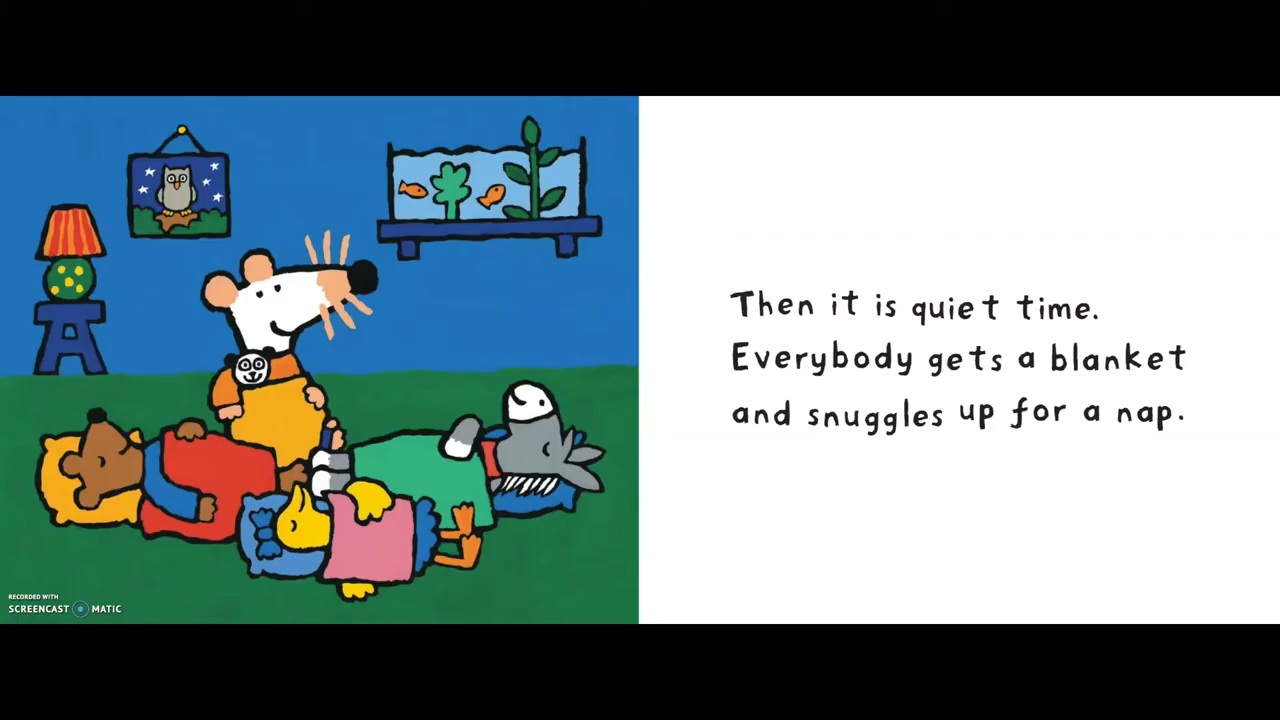 Then it is quiet time.
Everybody gets a blanket
and snuggles up for a nap.
RECORDED WITH
SCREENCAST MATIC